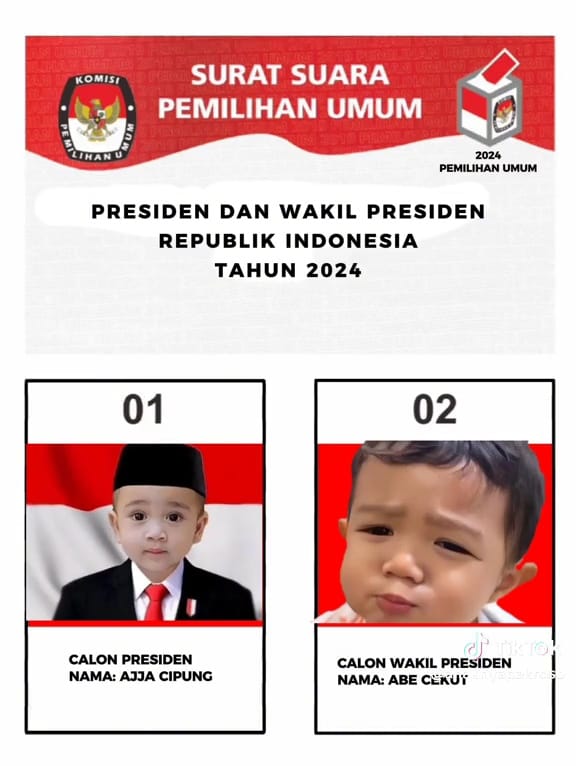 KOMISI
PEMILIHAN UMUM
SURAT SUARA
PEMILIHAN UMUM
2024
PEMILIHAN UMUM
PRESIDEN DAN WAKIL PRESIDEN
REPUBLIK INDONESIA
TAHUN 2024
01
02
CALON PRESIDEN
NAMA: AJJA CIPUNG
CALON WAKIL PRESIDEN
NAMA: ABE CEKUT
TikTok